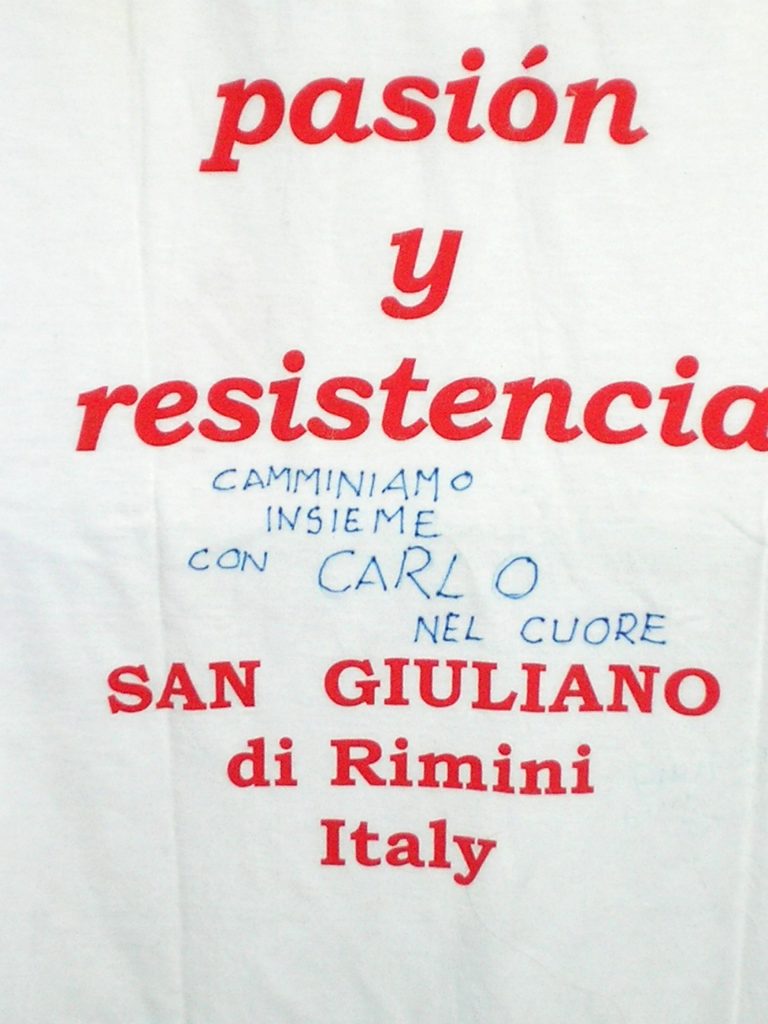 pasión
y
resistencia
CAMMINIAMO
INSIEME
CON CARLO
NEL CUORE
SAN GIULIANO
di Rimini
Italy